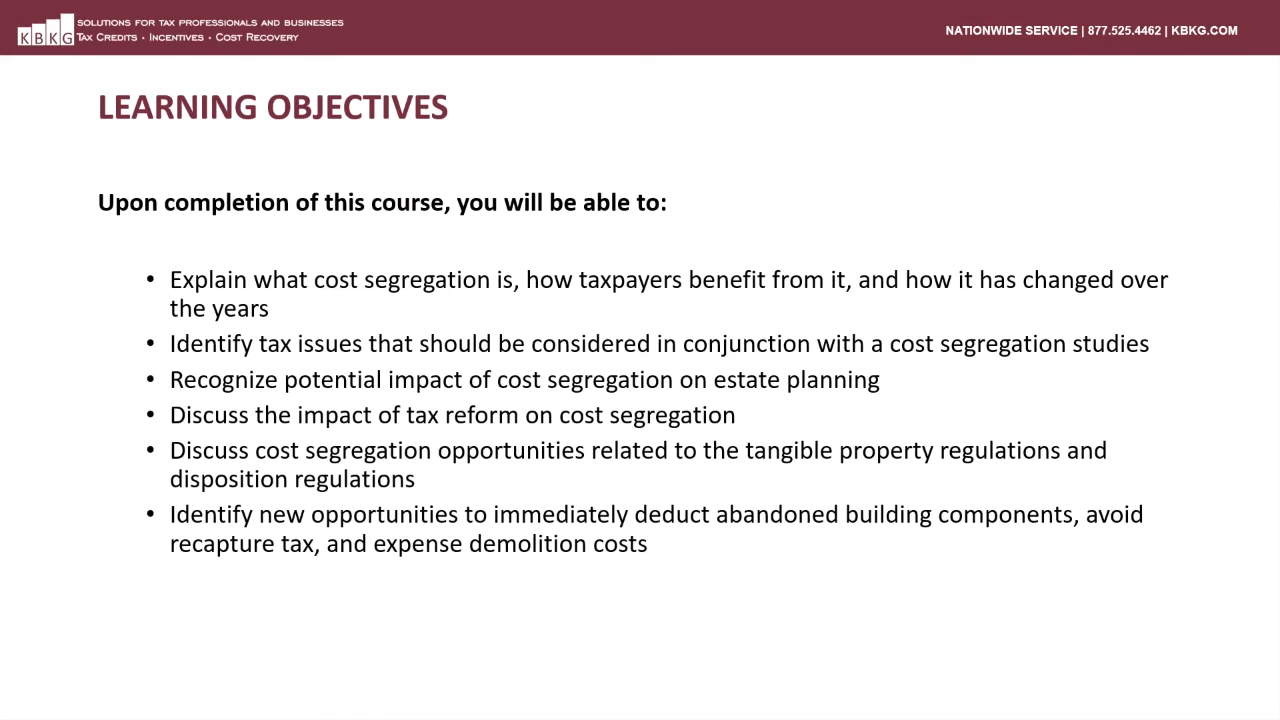 SOLUTIONS FOR TAX PROFESSIONALS AND BUSINESSES
KBKG TAX CREDITS · INCENTIVES · COST RECOVERY
NATIONWIDE SERVICE | 877.525.4462 | KBKG.COM
LEARNING OBJECTIVES
Upon completion of this course, you will be able to:
• Explain what cost segregation is, how taxpayers benefit from it, and how it has changed over
the years
• Identify tax issues that should be considered in conjunction with a cost segregation studies
• Recognize potential impact of cost segregation on estate planning
• Discuss the impact of tax reform on cost segregation
• Discuss cost segregation opportunities related to the tangible property regulations and
disposition regulations
• Identify new opportunities to immediately deduct abandoned building components, avoid
recapture tax, and expense demolition costs